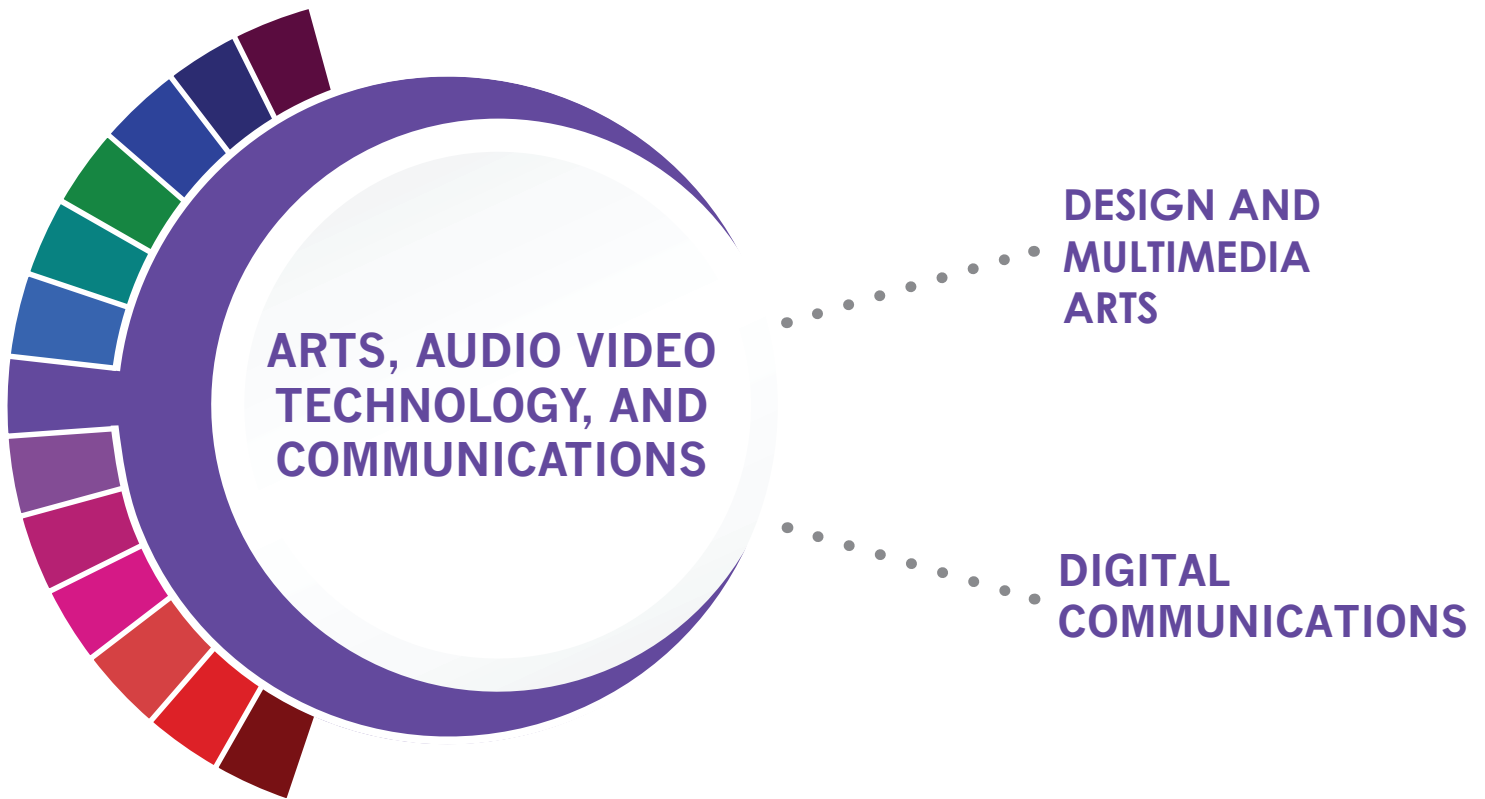 ARTS, AUDIO VIDEO
TECHNOLOGY, AND
COMMUNICATIONS
DESIGN AND
MULTIMEDIA
ARTS
DIGITAL
COMMUNICATIONS